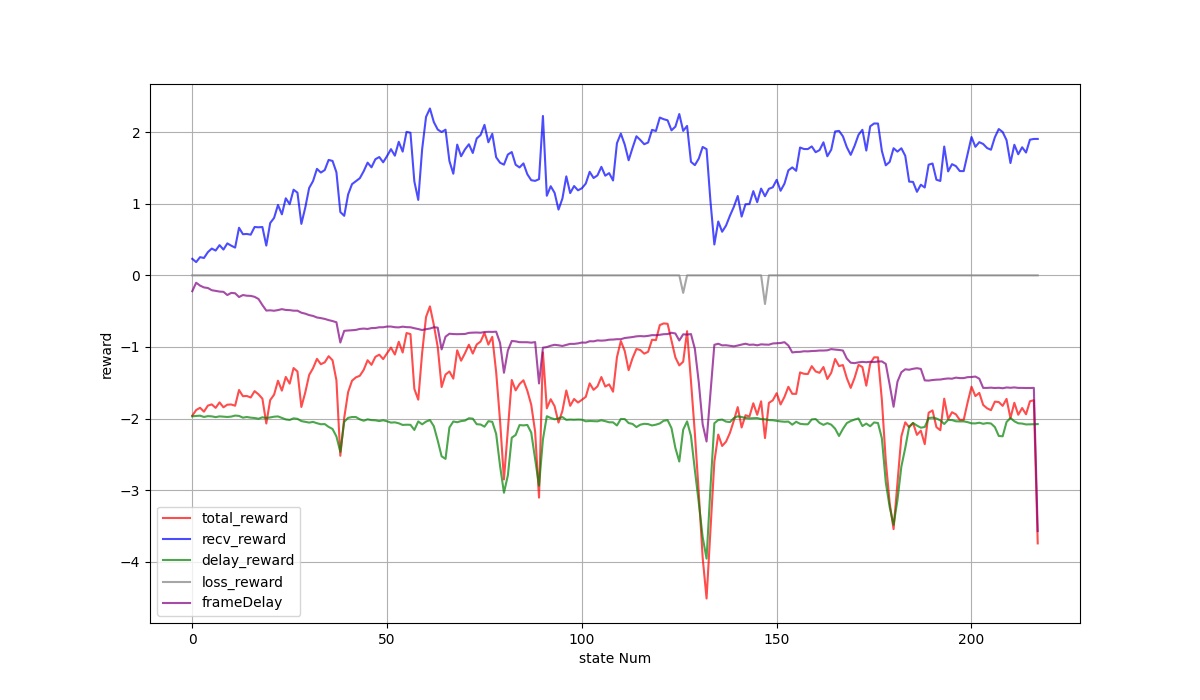 2
1
0
−1
−2
−3
−4
reward
total_reward
recv_reward
delay_reward
loss_reward
frameDelay
0
50
100
150
200
state Num